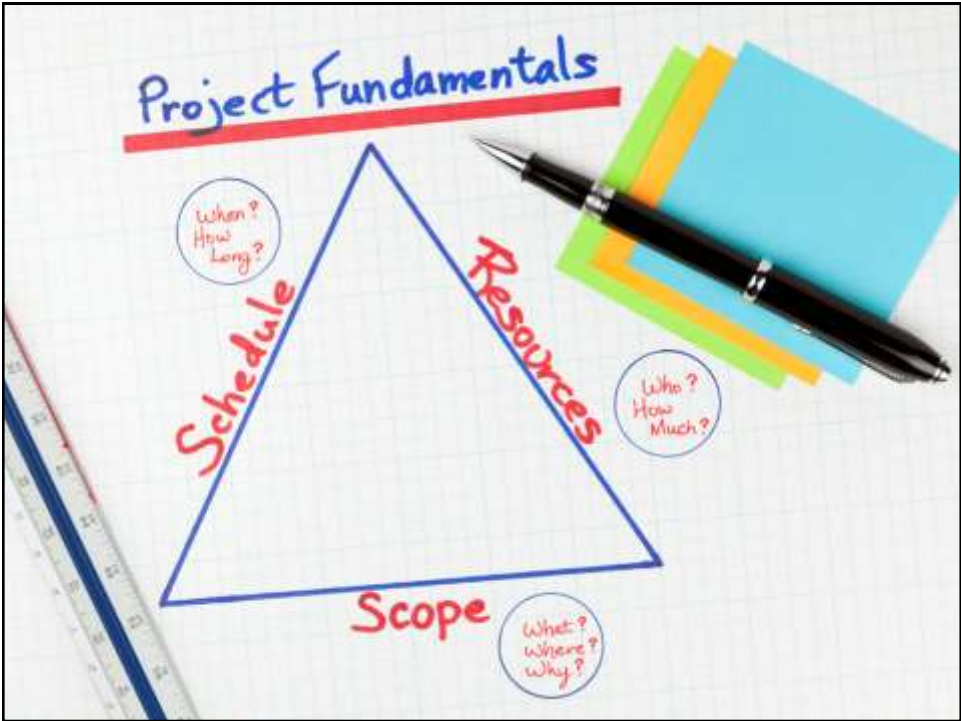 Project Fundamentals
When?
How
Long?
Schedule
Resources
Who?
How
Much?
Scope
What?
Where?
Why?